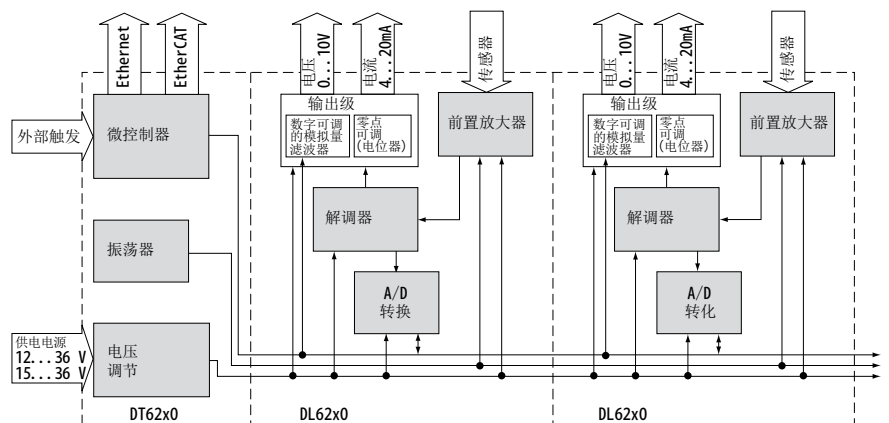 Ethernet
EtherCAT
电压
0...10V
电流
4...20mA
传感器
电压
0...10V
电流
4...20mA
传感器
外部触发
微控制器
输出级
数字可调
的模拟量
滤波器
零点
可调
(电位器)
前置放大器
输出级
数字可调
的模拟量
滤波器
零点
可调
(电位器)
前置放大器
振荡器
解调器
解调器
A/D
转换
A/D
转化
供电电源
12...36 V
15...36 V
电压
调节
DT62x0
DL62x0
DL62x0